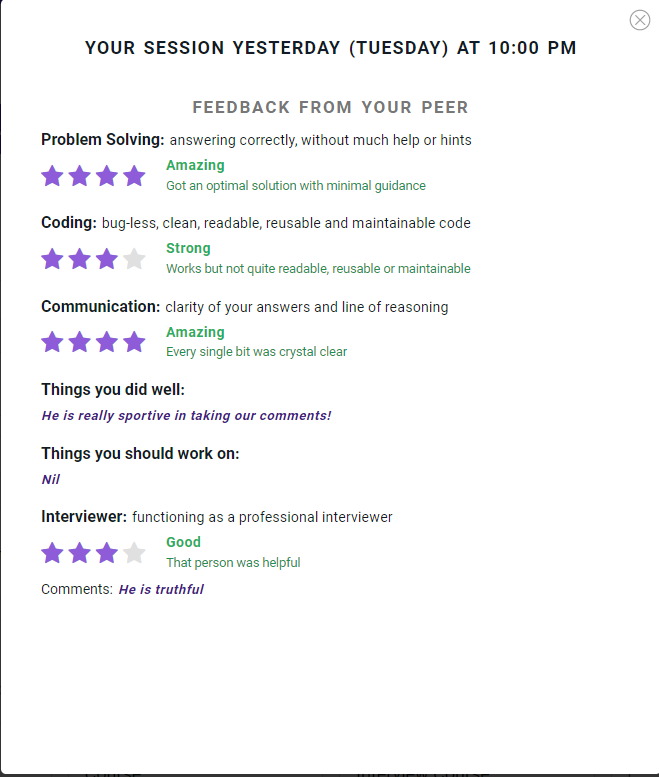 YOUR SESSION YESTERDAY (TUESDAY) AT 10:00 PM
FEEDBACK FROM YOUR PEER
Problem Solving: answering correctly, without much help or hints
Amazing
Got an optimal solution with minimal guidance
Coding: bug-less, clean, readable, reusable and maintainable code
Strong
Works but not quite readable, reusable or maintainable
Communication: clarity of your answers and line of reasoning
Amazing
Every single bit was crystal clear
Things you did well:
He is really sportive in taking our comments!
Things you should work on:
Nil
Interviewer: functioning as a professional interviewer
Good
That person was helpful
Comments: He is truthful
Course Interview Course